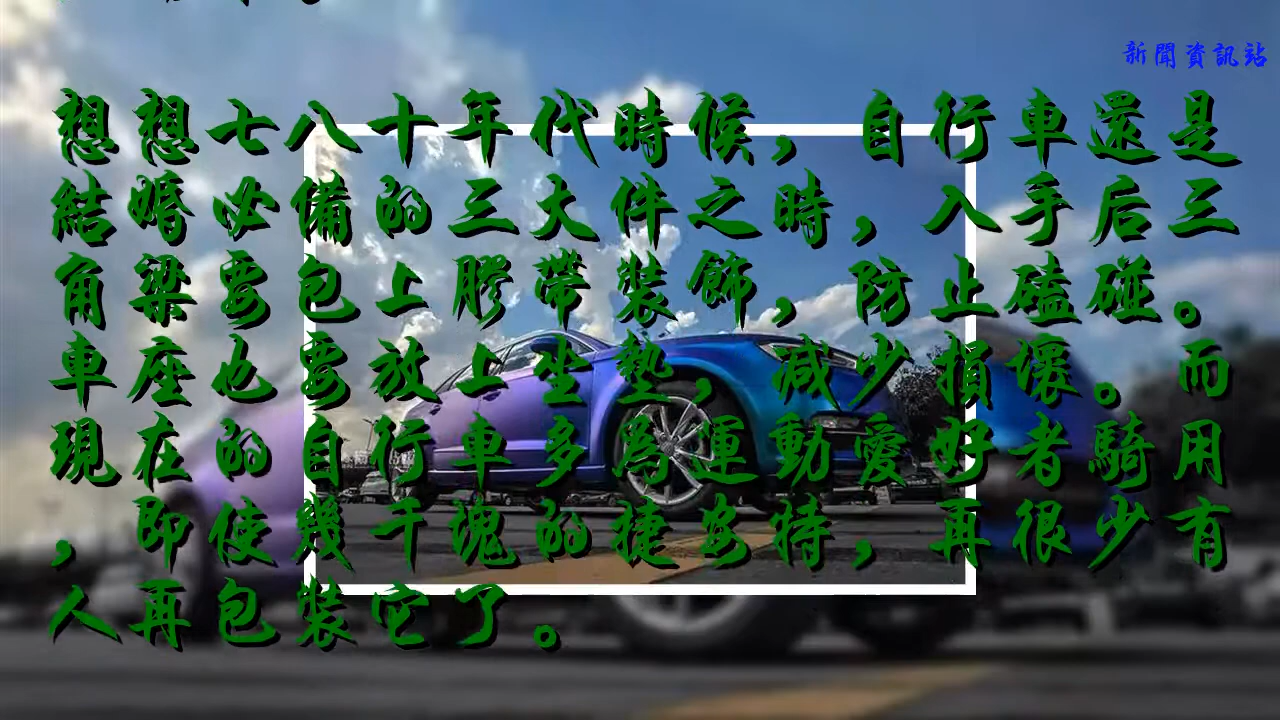 新聞資訊站
想想七八十年代時候，自行車還是
結婚必備的三大件之時，入手后三
角梁要包上膠帶裝飾，防止磕碰。
車座也要放上坐墊，減少損壞。而
現在的自行車多為運動愛好者騎用
，即使幾千塊的捷安特，再很少有
人再包裝它了。